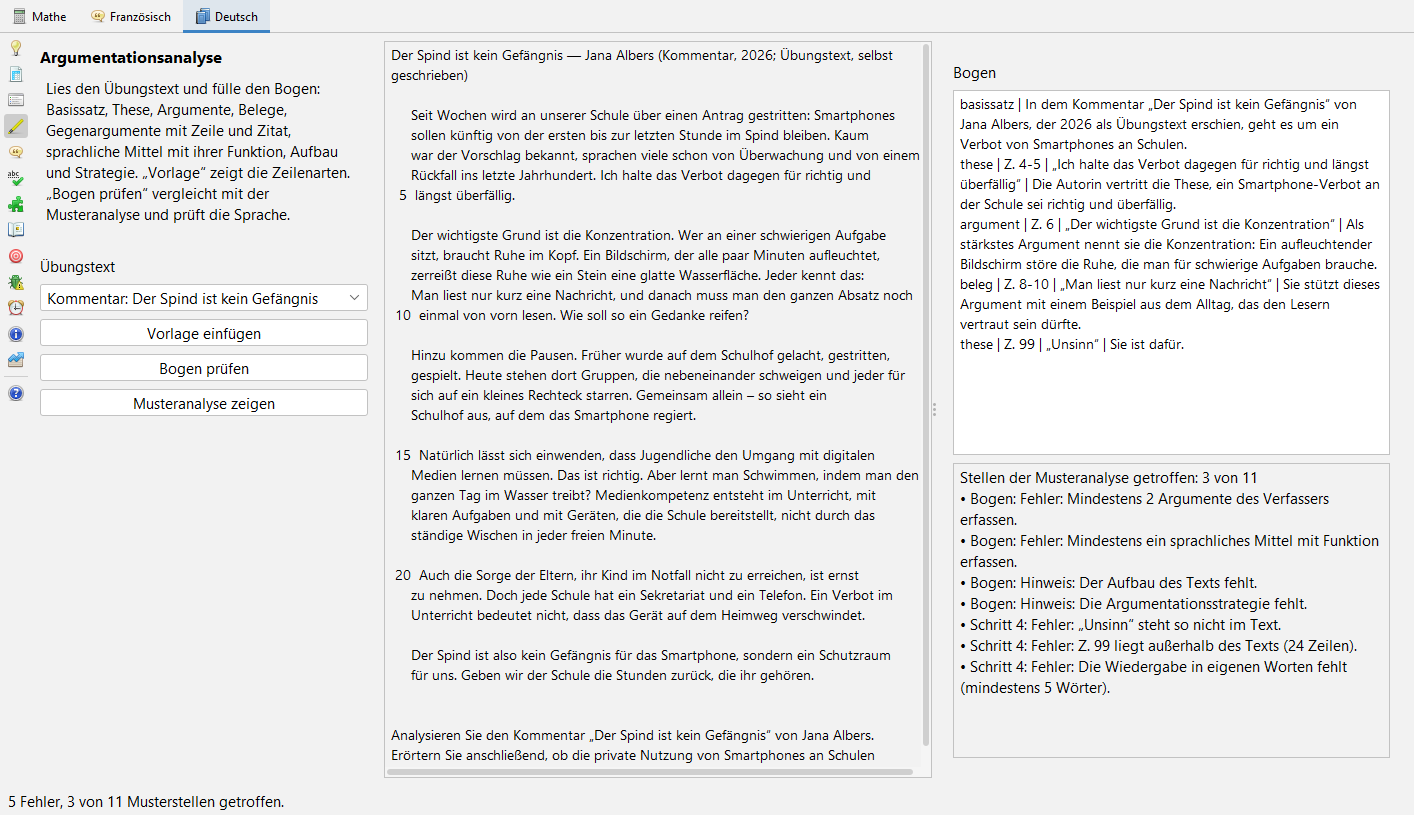 Mathe
Französisch
Deutsch
Argumentationsanalyse
Lies den Übungstext und fülle den Bogen:
Basissatz, These, Argumente, Belege,
Gegenargumente mit Zeile und Zitat,
sprachliche Mittel mit ihrer Funktion, Aufbau
und Strategie. „Vorlage“ zeigt die Zeilenarten.
„Bogen prüfen“ vergleicht mit der
Musteranalyse und prüft die Sprache.
Übungstext
Kommentar: Der Spind ist kein Gefängnis
Vorlage einfügen
Bogen prüfen
Musteranalyse zeigen
Der Spind ist kein Gefängnis — Jana Albers (Kommentar, 2026; Übungstext, selbst
geschrieben)
Seit Wochen wird an unserer Schule über einen Antrag gestritten: Smartphones
sollen künftig von der ersten bis zur letzten Stunde im Spind bleiben. Kaum
war der Vorschlag bekannt, sprachen viele schon von Überwachung und von einem
Rückfall ins letzte Jahrhundert. Ich halte das Verbot dagegen für richtig und
5 längst überfällig.
Der wichtigste Grund ist die Konzentration. Wer an einer schwierigen Aufgabe
sitzt, braucht Ruhe im Kopf. Ein Bildschirm, der alle paar Minuten aufleuchtet,
zerreißt diese Ruhe wie ein Stein eine glatte Wasserfläche. Jeder kennt das:
Man liest nur kurz eine Nachricht, und danach muss man den ganzen Absatz noch
10 einmal von vorn lesen. Wie soll so ein Gedanke reifen?
Hinzu kommen die Pausen. Früher wurde auf dem Schulhof gelacht, gestritten,
gespielt. Heute stehen dort Gruppen, die nebeneinander schweigen und jeder für
sich auf ein kleines Rechteck starren. Gemeinsam allein – so sieht ein
Schulhof aus, auf dem das Smartphone regiert.
15 Natürlich lässt sich einwenden, dass Jugendliche den Umgang mit digitalen
Medien lernen müssen. Das ist richtig. Aber lernt man Schwimmen, indem man den
ganzen Tag im Wasser treibt? Medienkompetenz entsteht im Unterricht, mit
klaren Aufgaben und mit Geräten, die die Schule bereitstellt, nicht durch das
ständige Wischen in jeder freien Minute.
20 Auch die Sorge der Eltern, ihr Kind im Notfall nicht zu erreichen, ist ernst
zu nehmen. Doch jede Schule hat ein Sekretariat und ein Telefon. Ein Verbot im
Unterricht bedeutet nicht, dass das Gerät auf dem Heimweg verschwindet.
Der Spind ist also kein Gefängnis für das Smartphone, sondern ein Schutzraum
für uns. Geben wir der Schule die Stunden zurück, die ihr gehören.
Analysieren Sie den Kommentar „Der Spind ist kein Gefängnis“ von Jana Albers.
Erörtern Sie anschließend, ob die private Nutzung von Smartphones an Schulen
Bogen
basissatz | In dem Kommentar „Der Spind ist kein Gefängnis“ von
Jana Albers, der 2026 als Übungstext erschien, geht es um ein
Verbot von Smartphones an Schulen.
these | Z. 4-5 | „Ich halte das Verbot dagegen für richtig und längst
überfällig“ | Die Autorin vertritt die These, ein Smartphone-Verbot an
der Schule sei richtig und überfällig.
argument | Z. 6 | „Der wichtigste Grund ist die Konzentration“ | Als
stärkstes Argument nennt sie die Konzentration: Ein aufleuchtender
Bildschirm störe die Ruhe, die man für schwierige Aufgaben brauche.
beleg | Z. 8-10 | „Man liest nur kurz eine Nachricht“ | Sie stützt dieses
Argument mit einem Beispiel aus dem Alltag, das den Lesern
vertraut sein dürfte.
these | Z. 99 | „Unsinn“ | Sie ist dafür.
Stellen der Musteranalyse getroffen: 3 von 11
• Bogen: Fehler: Mindestens 2 Argumente des Verfassers
erfassen.
• Bogen: Fehler: Mindestens ein sprachliches Mittel mit Funktion
erfassen.
• Bogen: Hinweis: Der Aufbau des Texts fehlt.
• Bogen: Hinweis: Die Argumentationsstrategie fehlt.
• Schritt 4: Fehler: „Unsinn“ steht so nicht im Text.
• Schritt 4: Fehler: Z. 99 liegt außerhalb des Texts (24 Zeilen).
• Schritt 4: Fehler: Die Wiedergabe in eigenen Worten fehlt
(mindestens 5 Wörter).
5 Fehler, 3 von 11 Musterstellen getroffen.